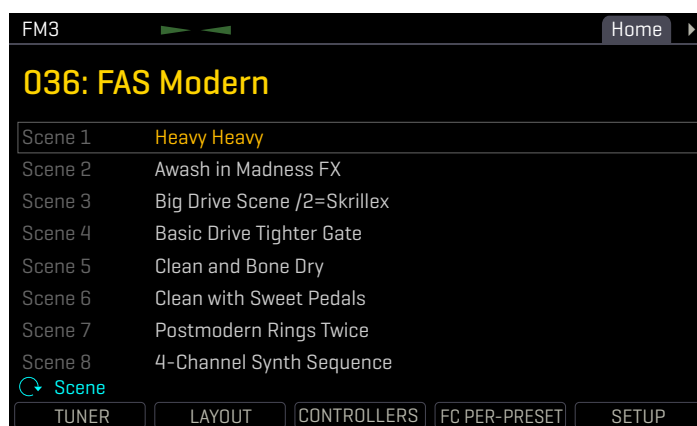 FM3 Home
036: FAS Modern
Scene 1 Heavy Heavy
Scene 2 Awash in Madness FX
Scene 3 Big Drive Scene /2=Skrillex
Scene 4 Basic Drive Tighter Gate
Scene 5 Clean and Bone Dry
Scene 6 Clean with Sweet Pedals
Scene 7 Postmodern Rings Twice
Scene 8 4-Channel Synth Sequence
Scene
TUNER LAYOUT CONTROLLERS FC PER-PRESET SETUP